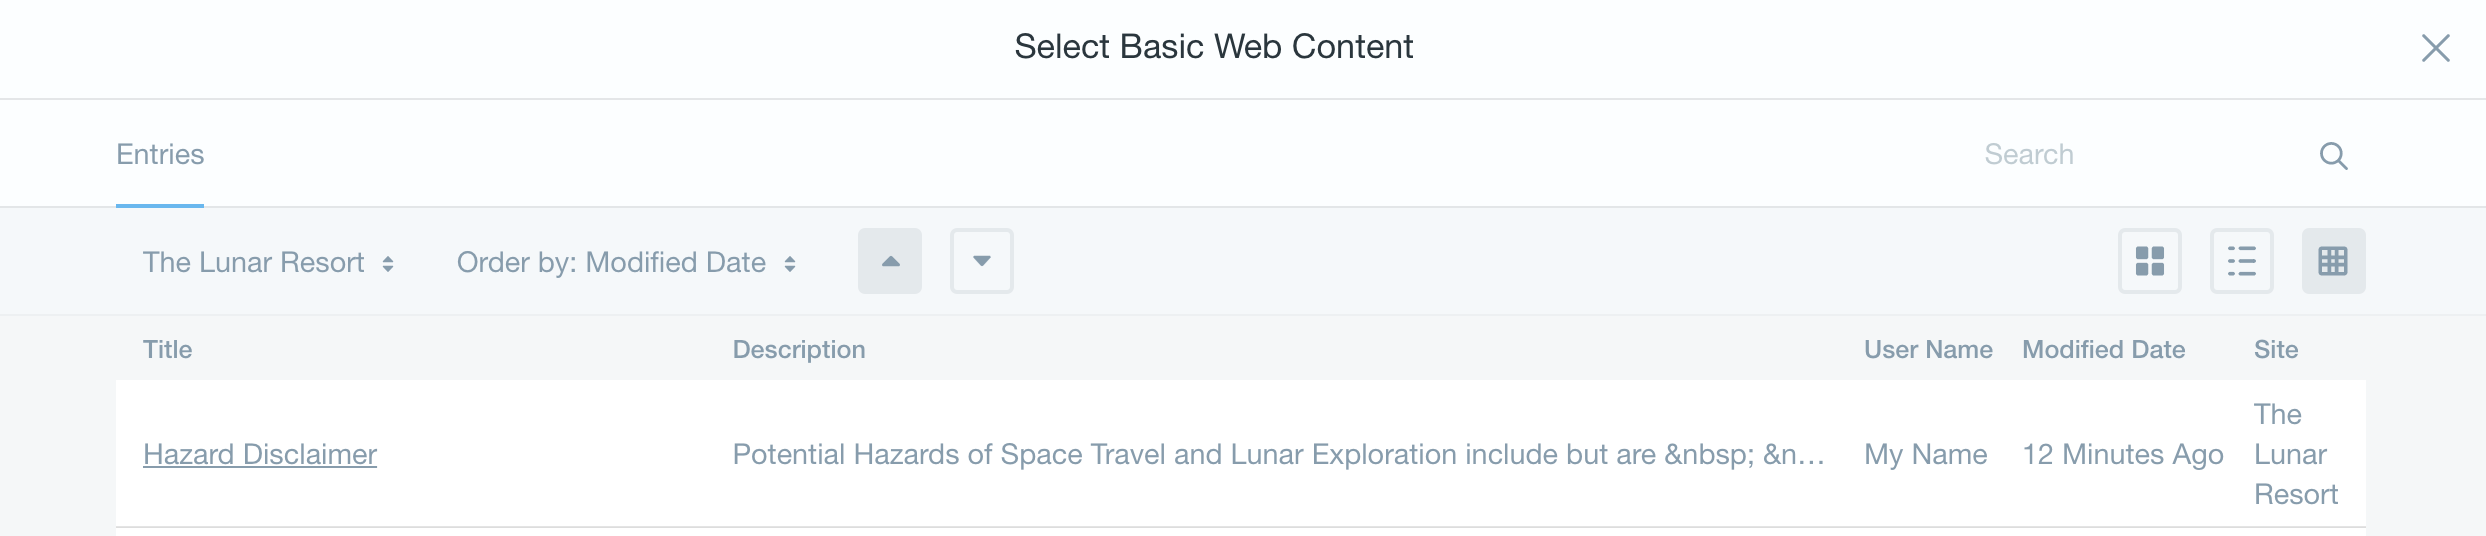 Select Basic Web Content
Entries
Search
The Lunar Resort Order by: Modified Date
Title Description User Name Modified Date Site
Hazard Disclaimer Potential Hazards of Space Travel and Lunar Exploration include but are &nbsp; &n... My Name 12 Minutes Ago The
Lunar
Resort